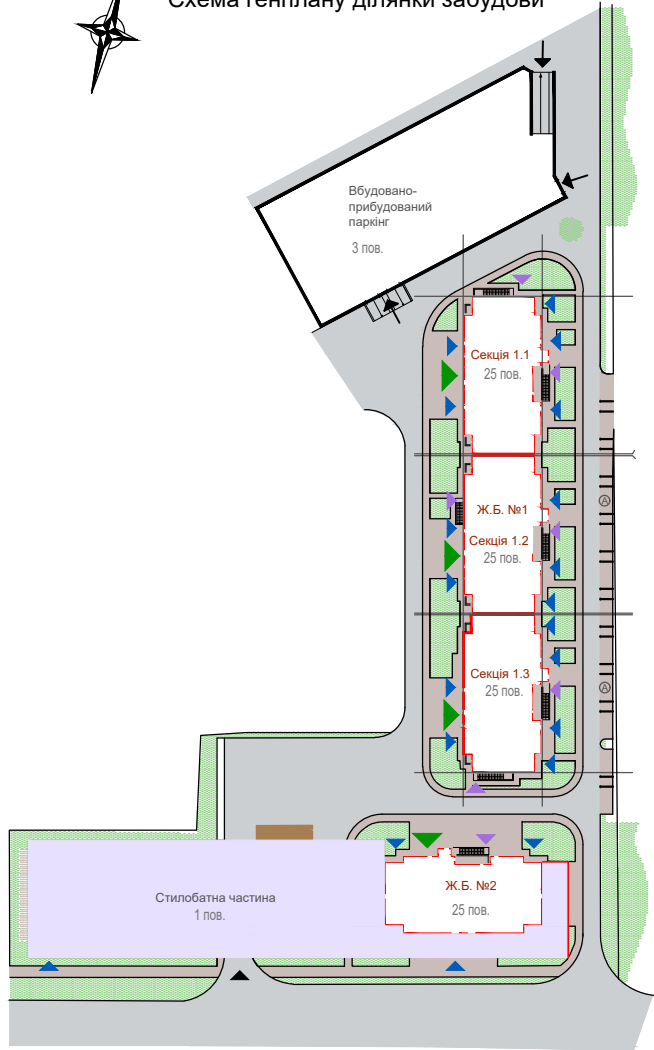 Схема генплану ділянки забудови
Вбудовано-
прибудований
паркінг
3 пов.
Секція 1.1
25 пов.
Ж.Б. №1
Секція 1.2
25 пов.
А
Секція 1.3
25 пов.
А
Ж.Б. №2
25 пов.
Стилобатна частина
1 пов.